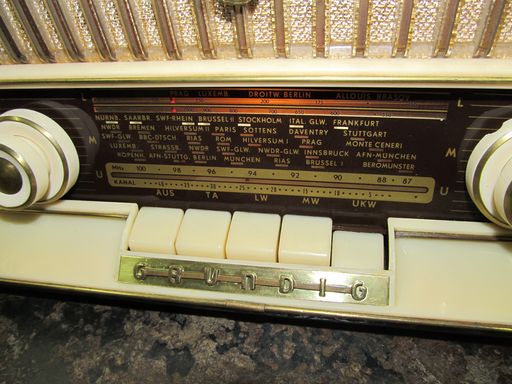 PRAG LUXEMB. DROITW. BERLIN ALLOUIS BRASOV
NÜRNB. SAARBR. SWF-RHEIN BRUSSEL II STOCKHOLM ITAL. GLW. FRANKFURT
NWDR BREMEN HILVERSUM II PARIS SOTTENS DAVENTRY STUTTGART
SWF-GLW. BBC-DTSCH. RIAS ROM HILVERSUM I PRAG MONTE CENERI
LUXEMB. STRASSB. NWDR-GLW. NWDR-GLW. INNSBRUCK AFN-MÜNCHEN
KOPENH. AFN-STUTTG. BERLIN MÜNCHEN RIAS BRUSSEL I BEROMÜNSTER
L L
M M
U U
MHz 100 98 96 94 92 90 88 87
KANAL
AUS TA LW MW UKW
GRUNDIG